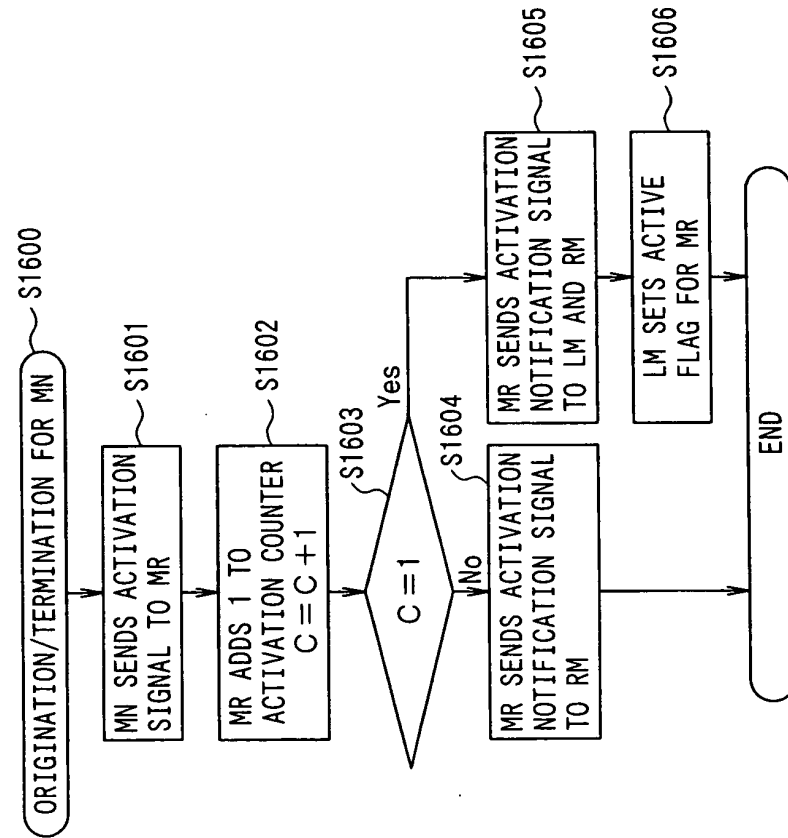 ORIGINATION/TERMINATION FOR MN
S1600
MN SENDS ACTIVATION
SIGNAL TO MR
S1601
MR ADDS 1 TO
ACTIVATION COUNTER
C=C+1
S1602
C=1
S1603
Yes
No
S1604
MR SENDS ACTIVATION
NOTIFICATION SIGNAL
TO RM
MR SENDS ACTIVATION
NOTIFICATION SIGNAL
TO LM AND RM
S1605
LM SETS ACTIVE
FLAG FOR MR
S1606
END